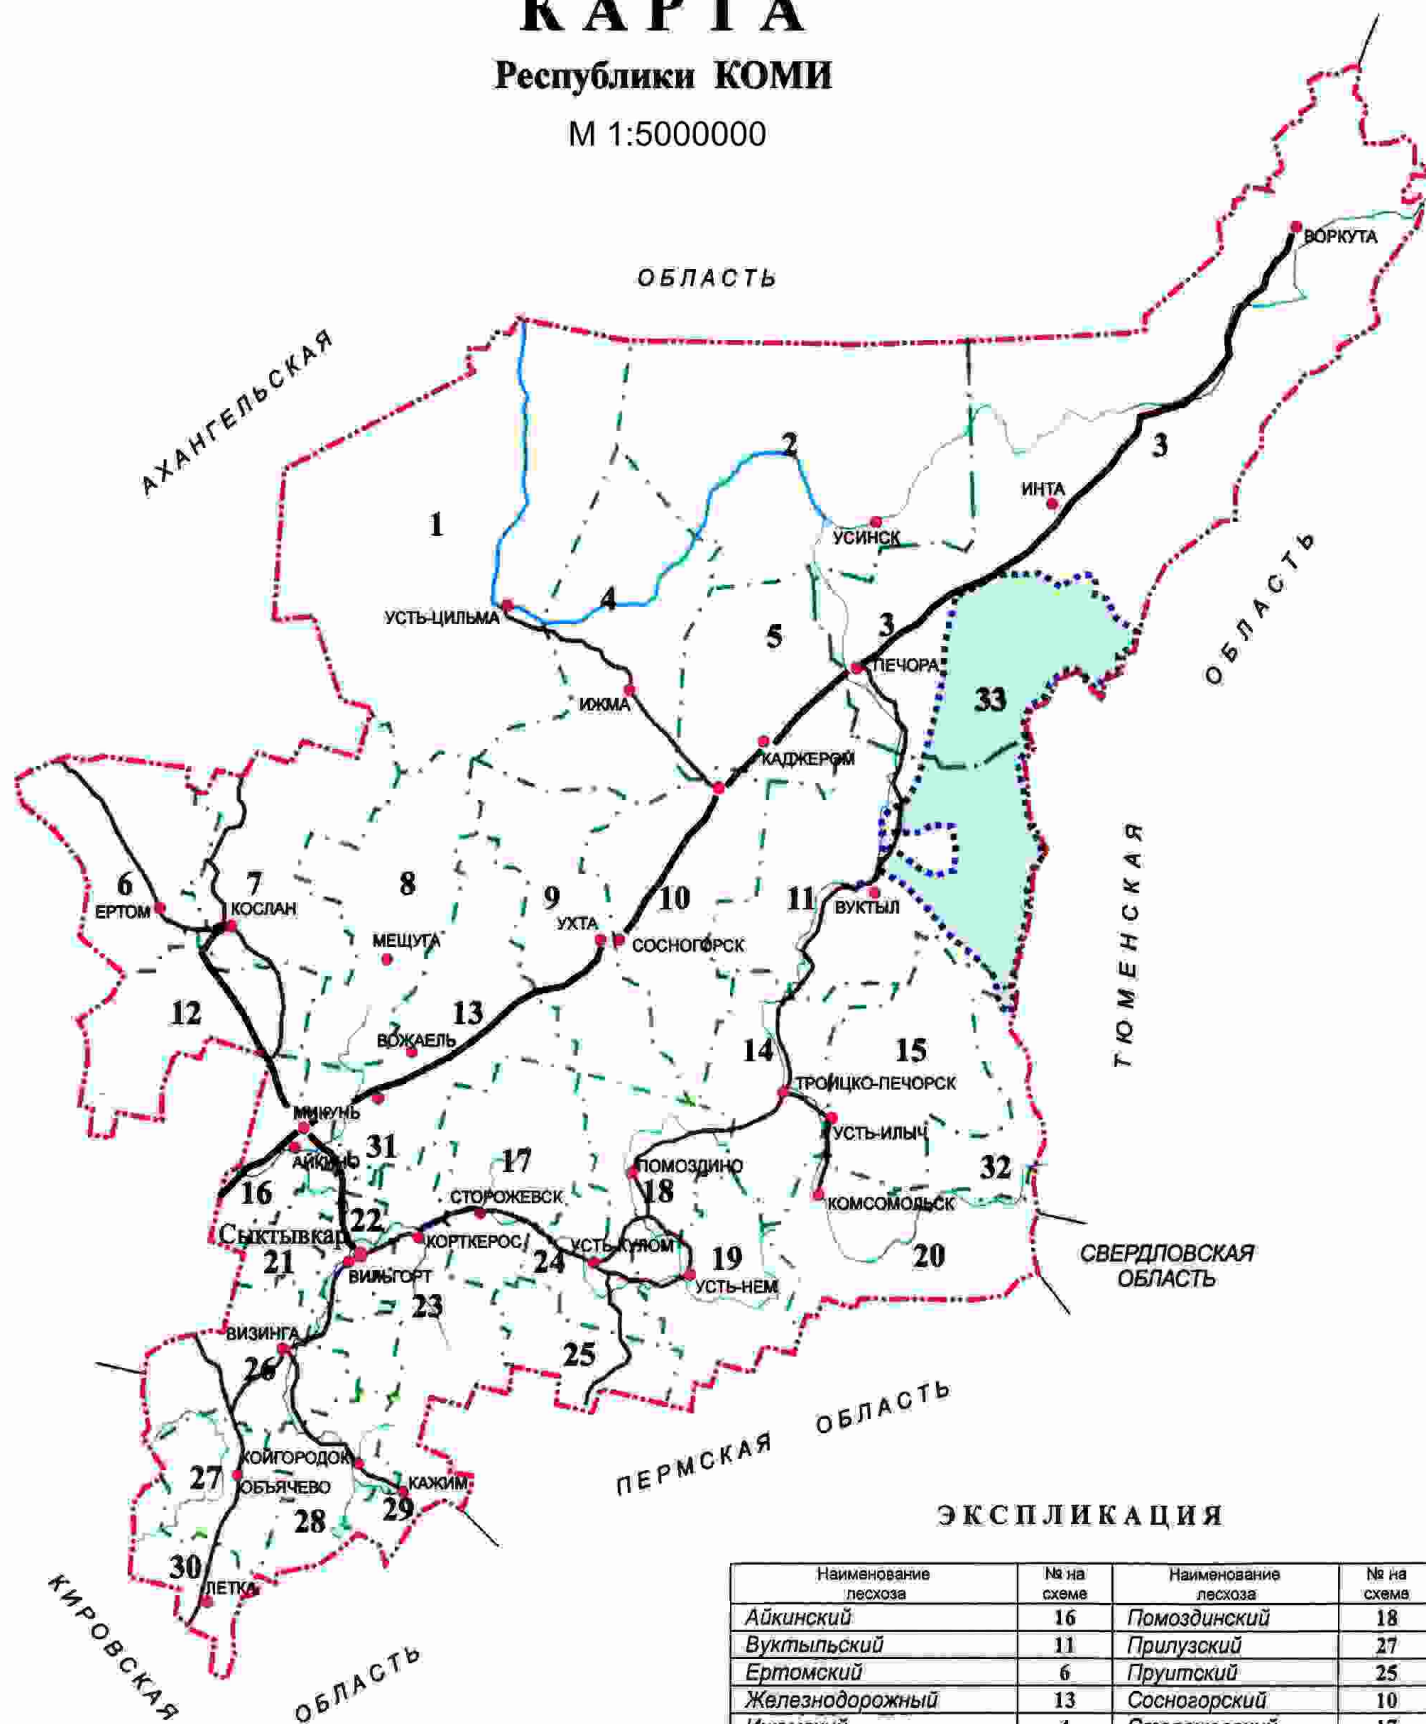 КАРТА
Республики КОМИ
М 1:5000000
ВОРКУТА
ОБЛАСТЬ
АХАНГЕЛЬСКАЯ
2
3
ИНТА
1
УСИНСК
ОБЛАСТЬ
4
УСТЬ-ЦИЛЬМА
5
3
ПЕЧОРА
ИЖМА
33
КАДЖЕРОМ
ТЮМЕНСКАЯ
6
7
8
9
10
11
ЕРТОМ
КОСЛАН
УХТА
ВУКТЫЛ
МЕЩУГА
СОСНОГОРСК
12
13
ВОЖАЕЛЬ
14
15
ТРОИЦКО-ПЕЧОРСК
МИКУНЬ
УСТЬ-ИЛЫЧ
31
АЙКИНО
17
ПОМОЗДИНО
32
16
СТОРОЖЕВСК
18
КОМСОМОЛЬСК
22
Сыктывкар
КОРТКЕРОС
УСТЬ-КУЛОМ
21
24
19
20
СВЕРДЛОВСКАЯ
ОБЛАСТЬ
ВИЛЬГОРТ
УСТЬ-НЕМ
23
ВИЗИНГА
26
25
ПЕРМСКАЯ ОБЛАСТЬ
КОЙГОРОДОК
27
ОБЪЯЧЕВО
КАЖИМ
28
29
30
ЛЕТКА
КИРОВСКАЯ
ОБЛАСТЬ
ЭКСПЛИКАЦИЯ
Наименование лесхоза № на схеме Наименование лесхоза № на схеме
Айкинский 16 Помоздинский 18
Вуктыльский 11 Прилузский 27
Ертомский 6 Пруптский 25
Железнодорожный 13 Сосногорский 10